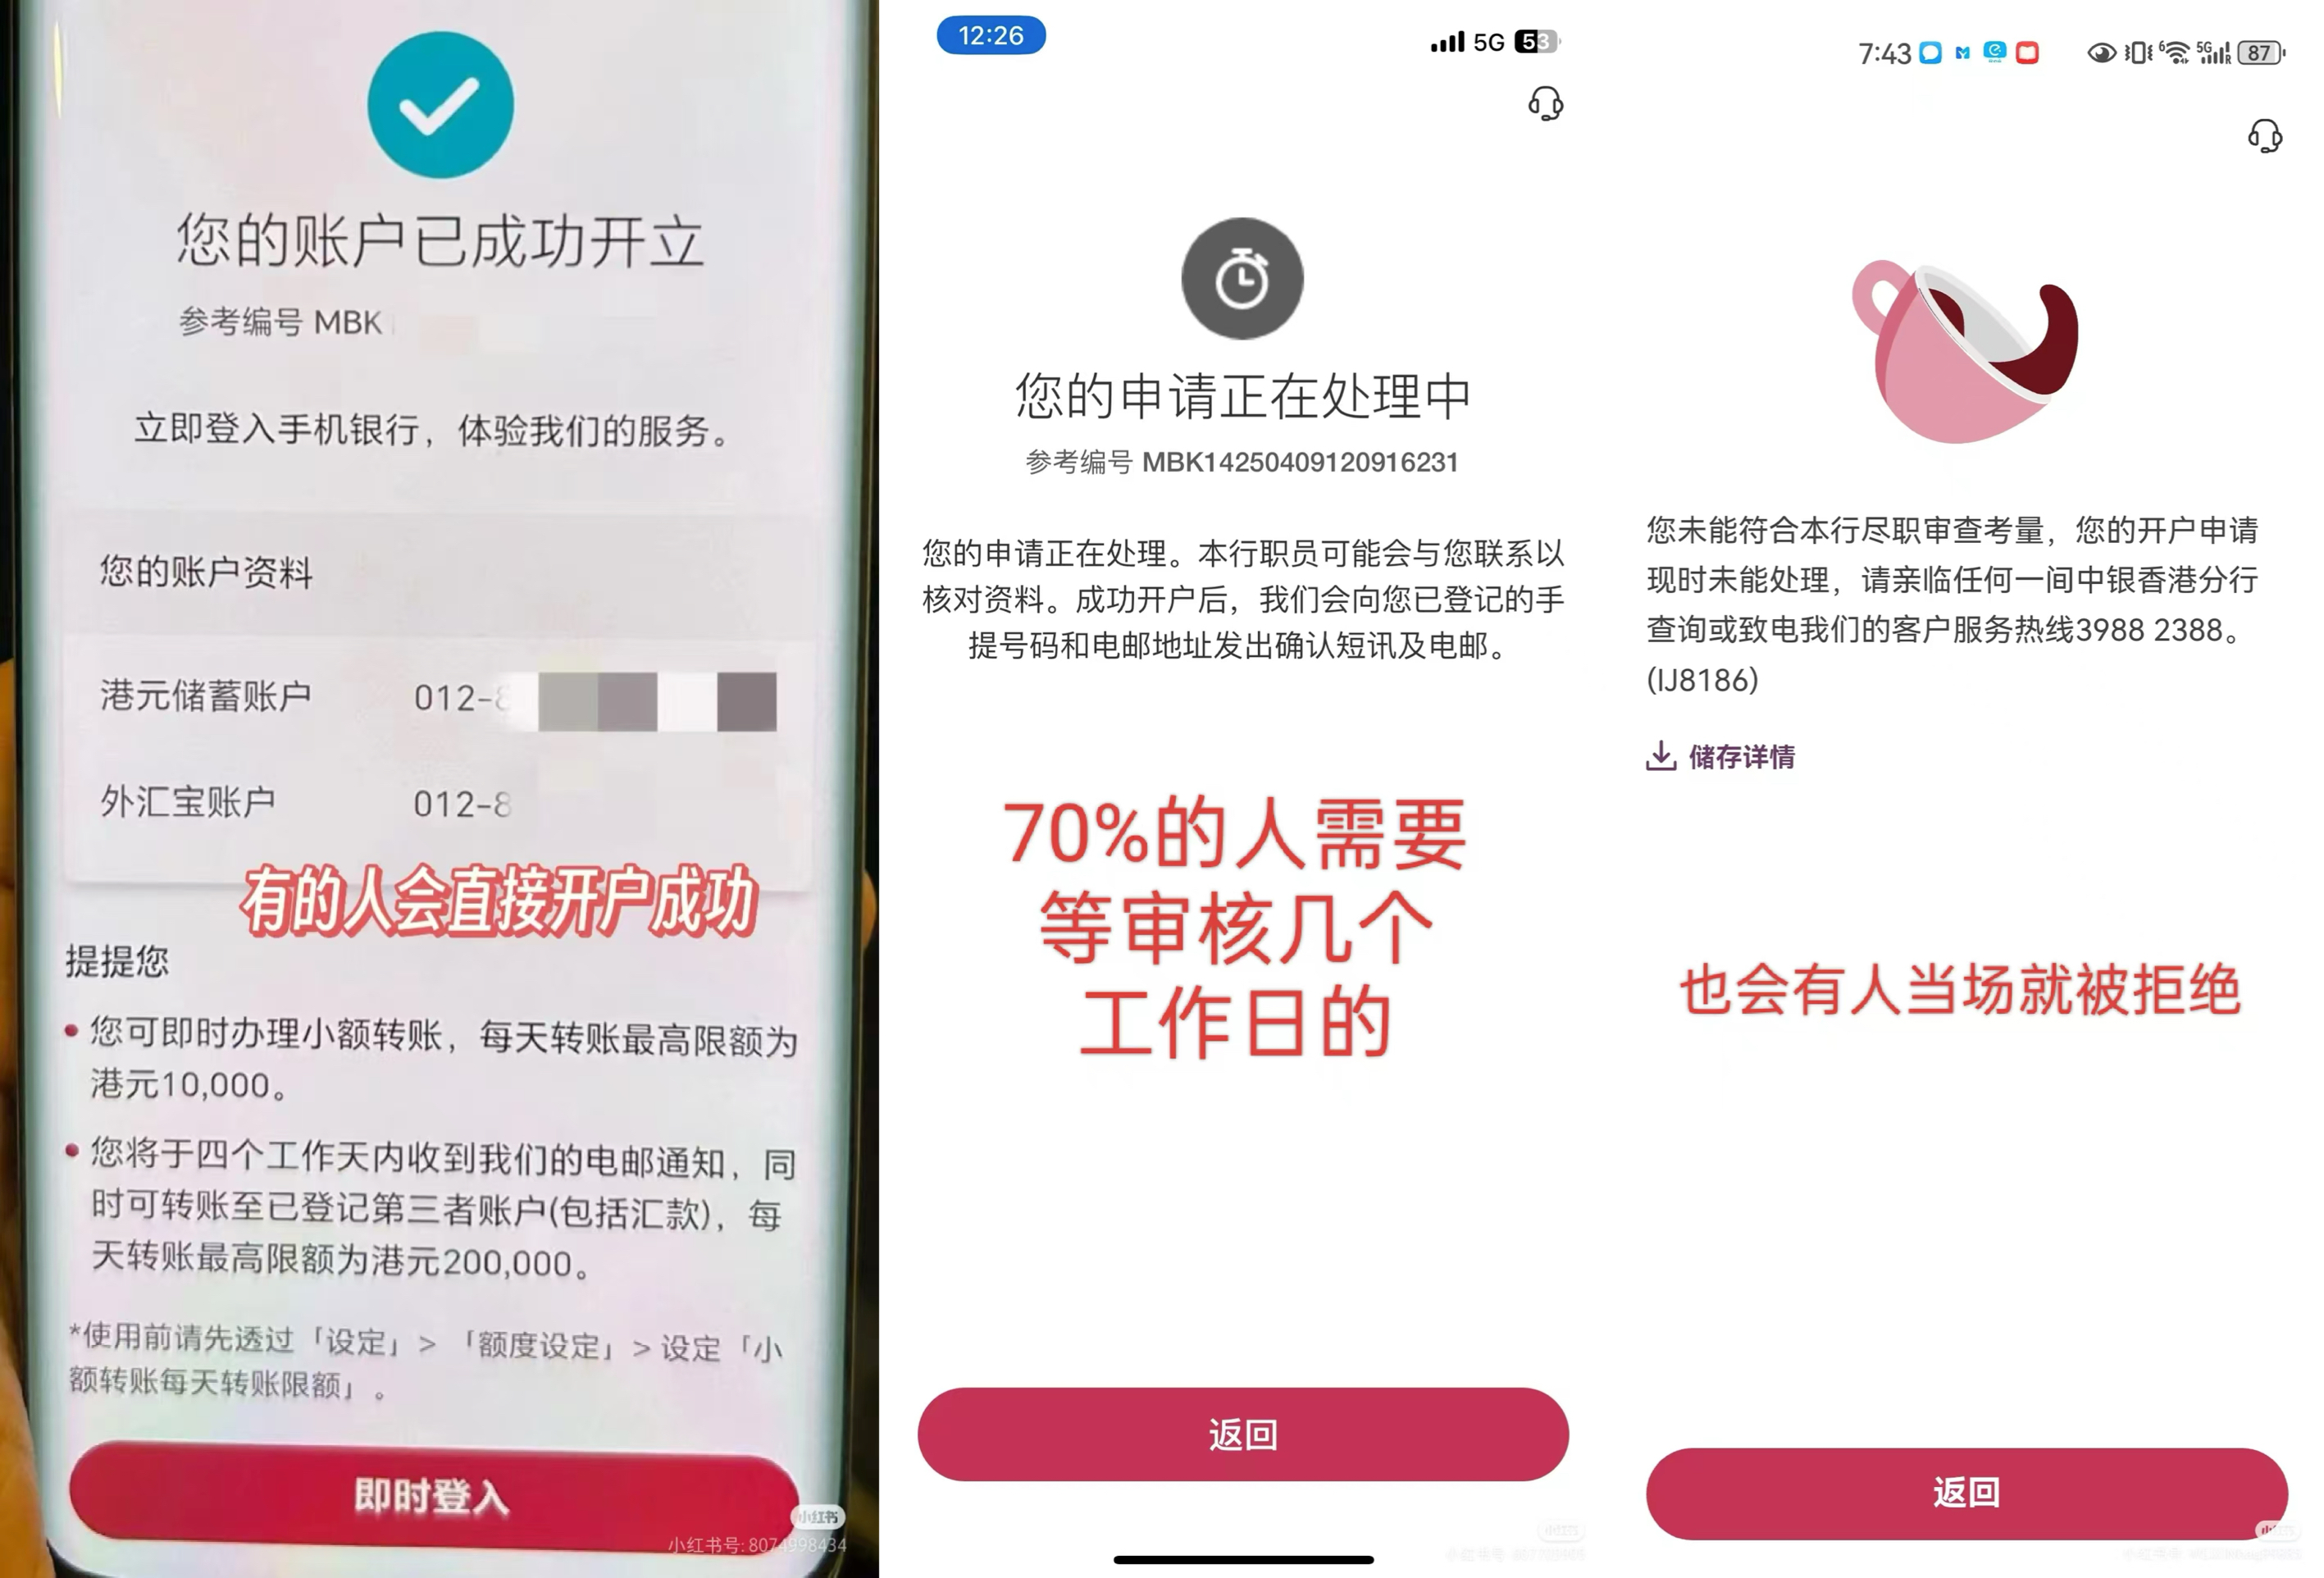 您的账户已成功开立
参考编号 MBK
立即登入手机银行，体验我们的服务。
您的账户资料
港元储蓄账户 012-8
外汇宝账户 012-8
有的人会直接开户成功
提提您
您可即时办理小额转账，每天转账最高限额为
港元10,000。
您将于四个工作天内收到我们的电邮通知，同
时可转账至已登记第三者账户(包括汇款)，每
天转账最高限额为港元200,000。
*使用前请先透过「设定」>「额度设定」> 设定「小
额转账每天转账限额」。
即时登入
小红书
小红书号: 8074998434
12:26
5G 53
您的申请正在处理中
参考编号 MBK14250409120916231
您的申请正在处理。本行职员可能会与您联系以
核对资料。成功开户后，我们会向您已登记的手
提号码和电邮地址发出确认短讯及电邮。
70%的人需要
等审核几个
工作日的
返回
小红书
7:43
6 5G R 87
您未能符合本行尽职审查考量，您的开户申请
现时未能处理，请亲临任何一间中银香港分行
查询或致电我们的客户服务热线3988 2388。
(IJ8186)
储存详情
也会有人当场就被拒绝
返回